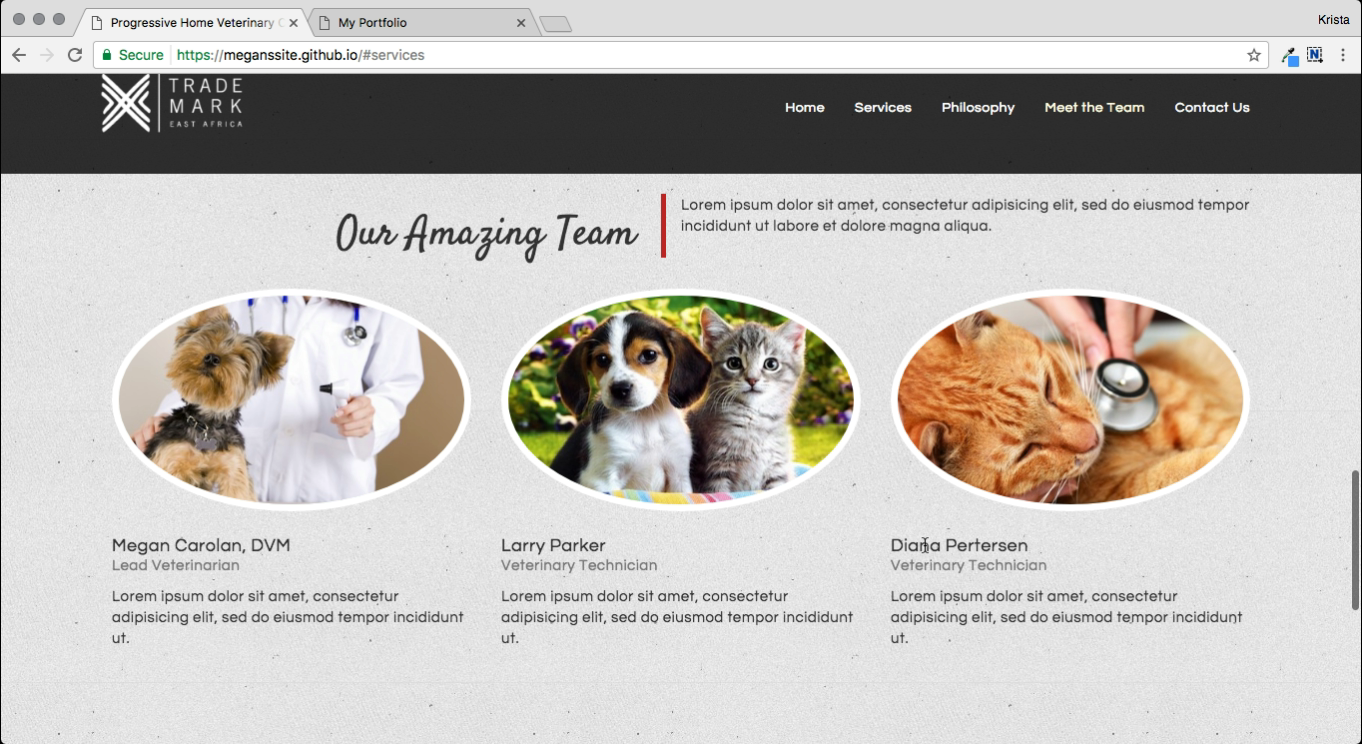 Progressive Home Veterinary
My Portfolio
Krista
Secure
https://meganssite.github.io/#services
TRADE
MARK
EAST AFRICA
Home
Services
Philosophy
Meet the Team
Contact Us
Our Amazing Team
Lorem ipsum dolor sit amet, consectetur adipisicing elit, sed do eiusmod tempor
incididunt ut labore et dolore magna aliqua.
Megan Carolan, DVM
Lead Veterinarian
Lorem ipsum dolor sit amet, consectetur
adipisicing elit, sed do eiusmod tempor incididunt
ut.
Larry Parker
Veterinary Technician
Lorem ipsum dolor sit amet, consectetur
adipisicing elit, sed do eiusmod tempor incididunt
ut.
Diana Pertersen
Veterinary Technician
Lorem ipsum dolor sit amet, consectetur
adipisicing elit, sed do eiusmod tempor incididunt
ut.